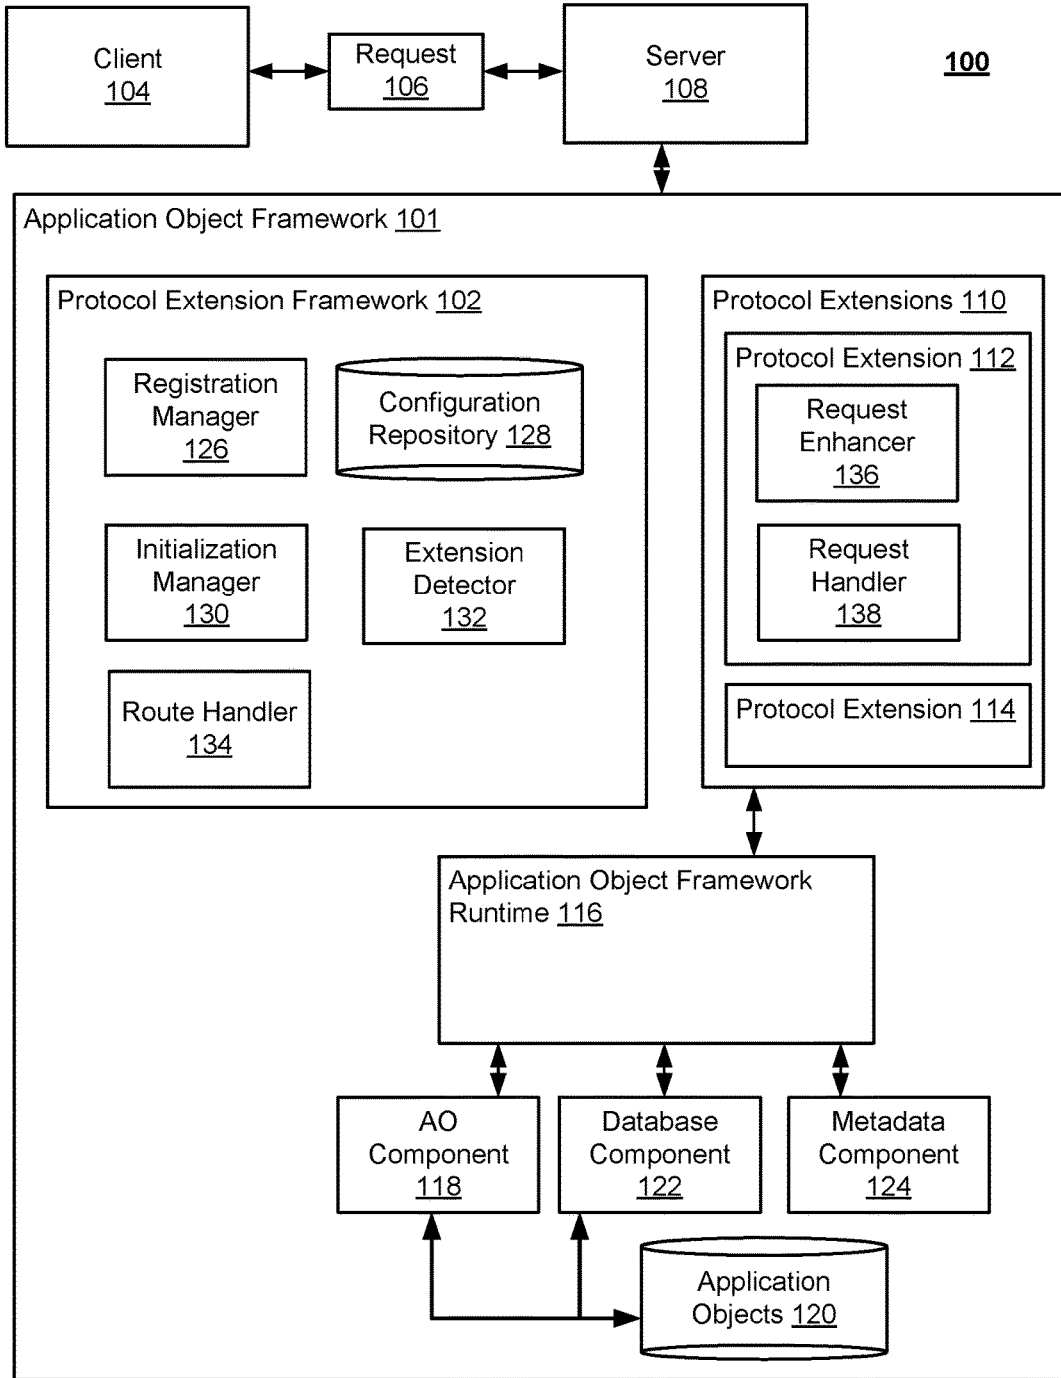 Client
104
Request
106
Server
108
100
Application Object Framework 101
Protocol Extension Framework 102
Registration
Manager
126
Configuration
Repository 128
Initialization
Manager
130
Extension
Detector
132
Route Handler
134
Protocol Extensions 110
Protocol Extension 112
Request
Enhancer
136
Request
Handler
138
Protocol Extension 114
Application Object Framework
Runtime 116
AO
Component
118
Database
Component
122
Metadata
Component
124
Application
Objects 120